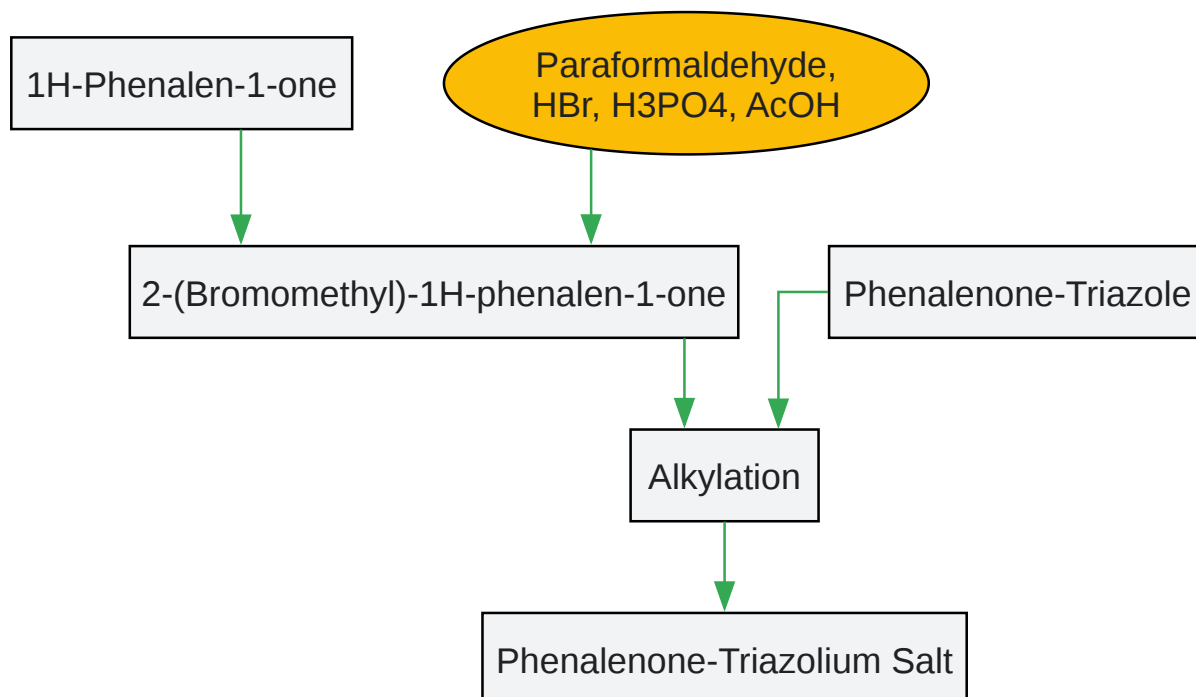 1H-Phenalen-1-one
Paraformaldehyde,
HBr, H3PO4, AcOH
2-(Bromomethyl)-1H-phenalen-1-one
Phenalenone-Triazole
Alkylation
Phenalenone-Triazolium Salt